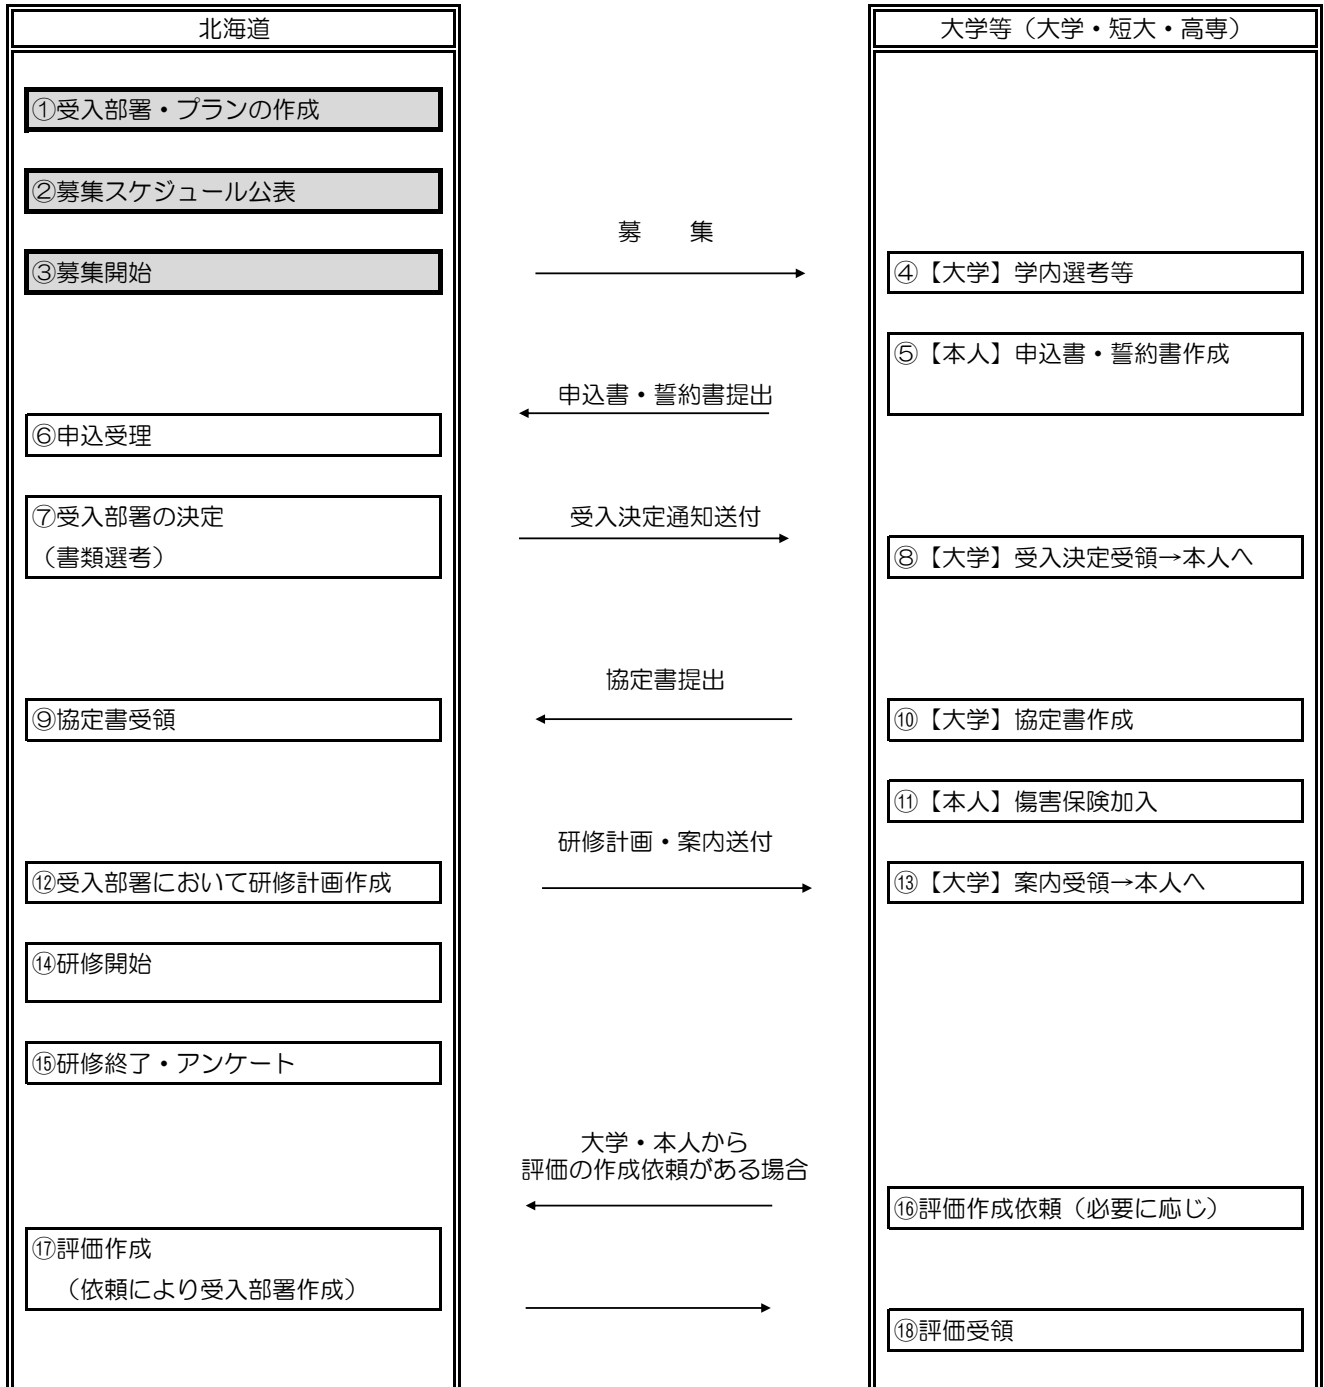 北海道
大学等（大学・短大・高専）
①受入部署・プランの作成
②募集スケジュール公表
募　集
③募集開始
④【大学】学内選考等
⑤【本人】申込書・誓約書作成
申込書・誓約書提出
⑥申込受理
⑦受入部署の決定
（書類選考）
受入決定通知送付
⑧【大学】受入決定受領→本人へ
協定書提出
⑨協定書受領
⑩【大学】協定書作成
⑪【本人】傷害保険加入
研修計画・案内送付
⑫受入部署において研修計画作成
⑬【大学】案内受領→本人へ
⑭研修開始
⑮研修終了・アンケート
大学・本人から
評価の作成依頼がある場合
⑯評価作成依頼（必要に応じ）
⑰評価作成
（依頼により受入部署作成）
⑱評価受領